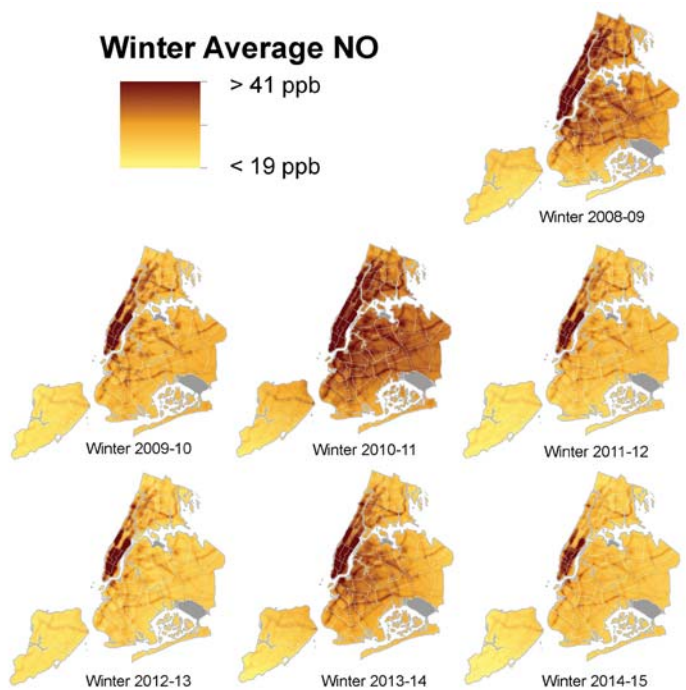 Winter Average NO
> 41 ppb
< 19 ppb
Winter 2008-09
Winter 2009-10
Winter 2010-11
Winter 2011-12
Winter 2012-13
Winter 2013-14
Winter 2014-15